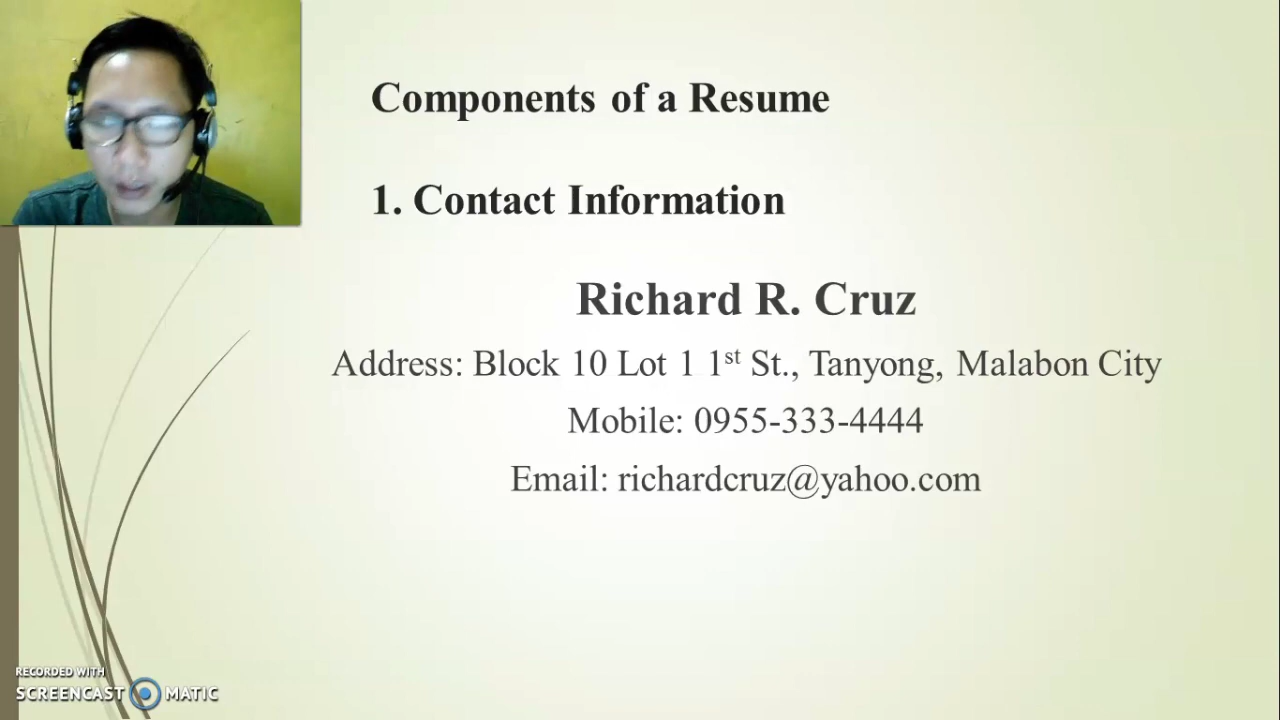 Components of a Resume
1. Contact Information
Richard R. Cruz
Address: Block 10 Lot 1 1st St., Tanyong, Malabon City
Mobile: 0955-333-4444
Email: richardcruz@yahoo.com
RECORDED WITH
SCREENCAST MATIC